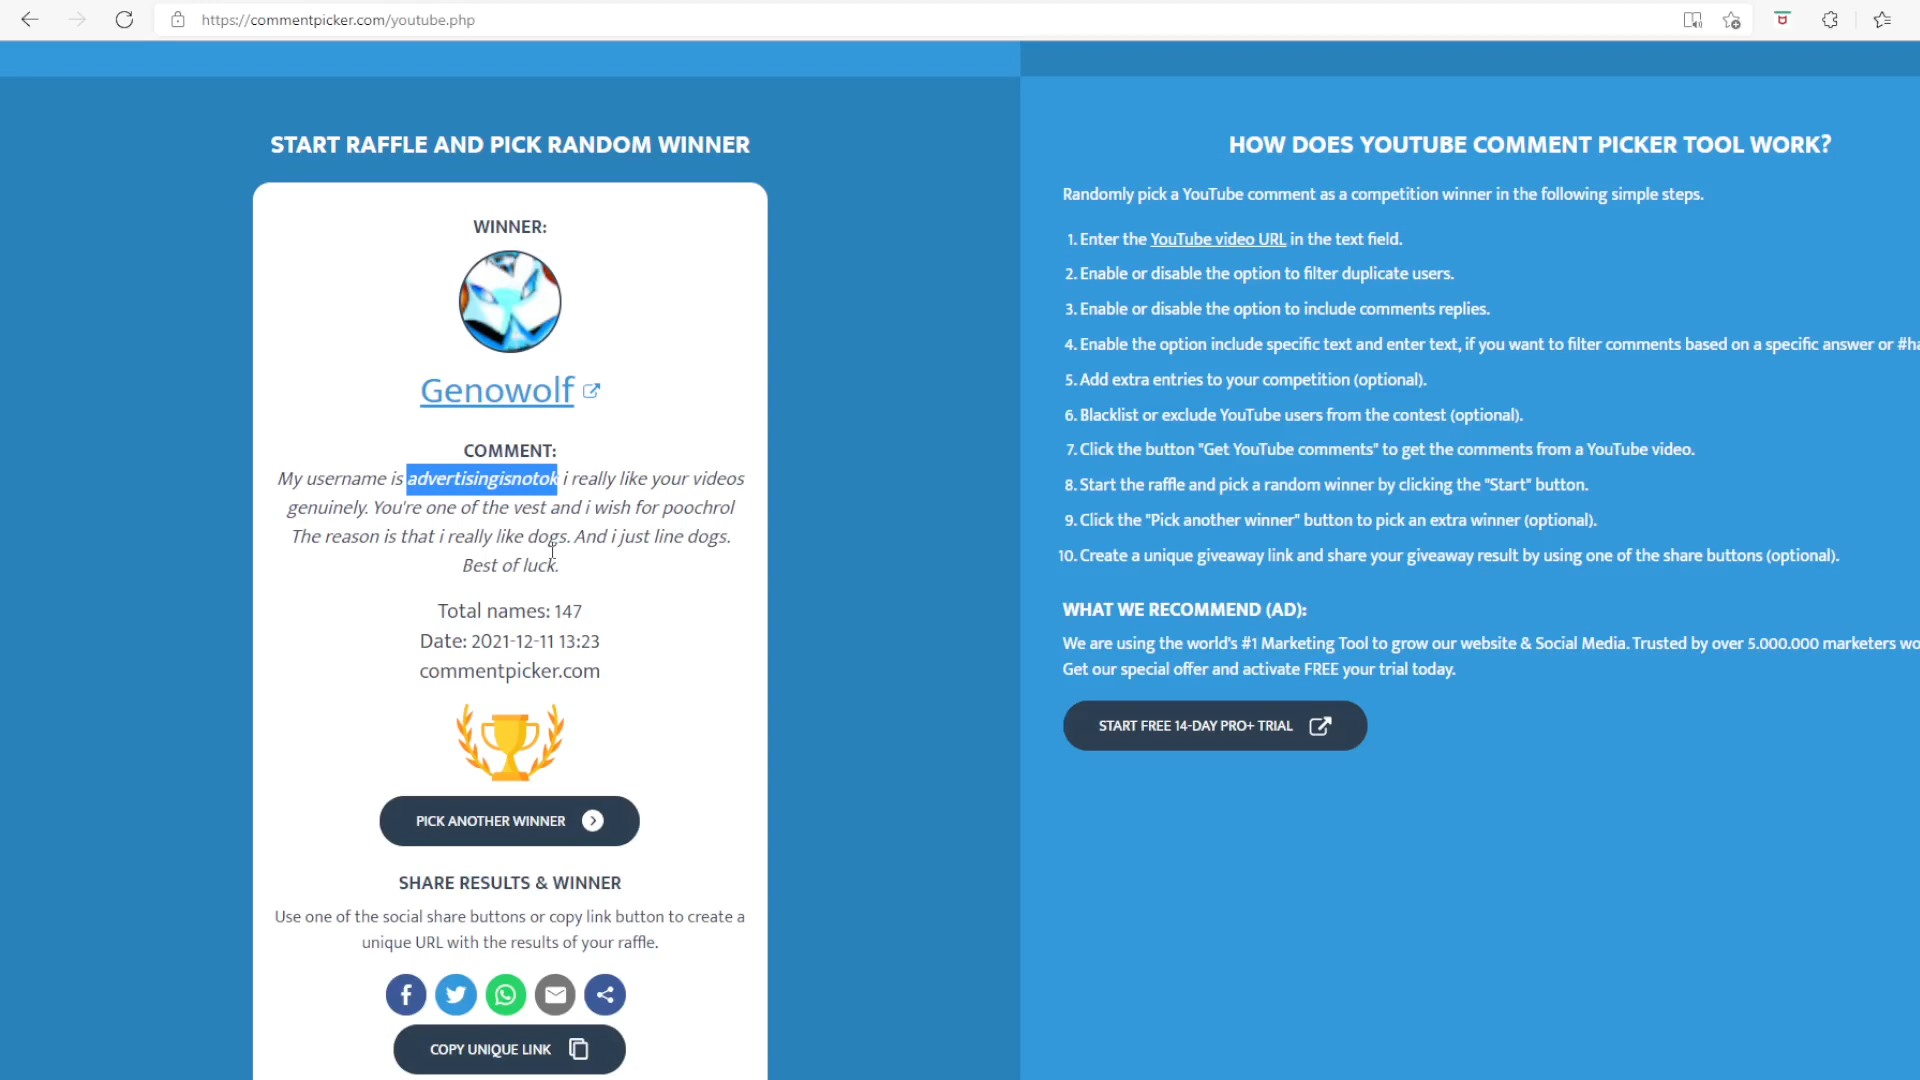 https://commentpicker.com/youtube.php
START RAFFLE AND PICK RANDOM WINNER
WINNER:
Genowolf
COMMENT:
My username is advertisingisnotok i really like your videos
genuinely. You're one of the vest and i wish for poochrol
The reason is that i really like dogs. And i just line dogs.
Best of luck.
Total names: 147
Date: 2021-12-11 13:23
commentpicker.com
PICK ANOTHER WINNER
SHARE RESULTS & WINNER
Use one of the social share buttons or copy link button to create a
unique URL with the results of your raffle.
COPY UNIQUE LINK
HOW DOES YOUTUBE COMMENT PICKER TOOL WORK?
Randomly pick a YouTube comment as a competition winner in the following simple steps.
1. Enter the YouTube video URL in the text field.
2. Enable or disable the option to filter duplicate users.
3. Enable or disable the option to include comments replies.
4. Enable the option include specific text and enter text, if you want to filter comments based on a specific answer or #ha
5. Add extra entries to your competition (optional).
6. Blacklist or exclude YouTube users from the contest (optional).
7. Click the button "Get YouTube comments" to get the comments from a YouTube video.
8. Start the raffle and pick a random winner by clicking the "Start" button.
9. Click the "Pick another winner" button to pick an extra winner (optional).
10. Create a unique giveaway link and share your giveaway result by using one of the share buttons (optional).
WHAT WE RECOMMEND (AD):
We are using the world's #1 Marketing Tool to grow our website & Social Media. Trusted by over 5.000.000 marketers wo
Get our special offer and activate FREE your trial today.
START FREE 14-DAY PRO+ TRIAL